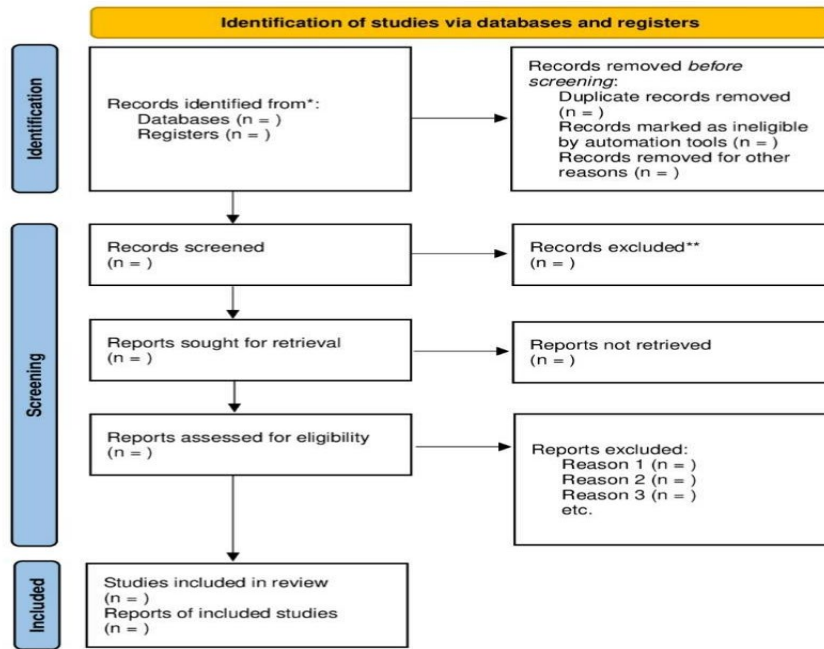 Identification of studies via databases and registers
Identification
Records identified from*:
Databases (n = )
Registers (n = )
Records removed before
screening:
Duplicate records removed
(n = )
Records marked as ineligible
by automation tools (n = )
Records removed for other
reasons (n = )
Screening
Records screened
(n = )
Records excluded**
(n = )
Reports sought for retrieval
(n = )
Reports not retrieved
(n = )
Reports assessed for eligibility
(n = )
Reports excluded:
Reason 1 (n = )
Reason 2 (n = )
Reason 3 (n = )
etc.
Included
Studies included in review
(n = )
Reports of included studies
(n = )